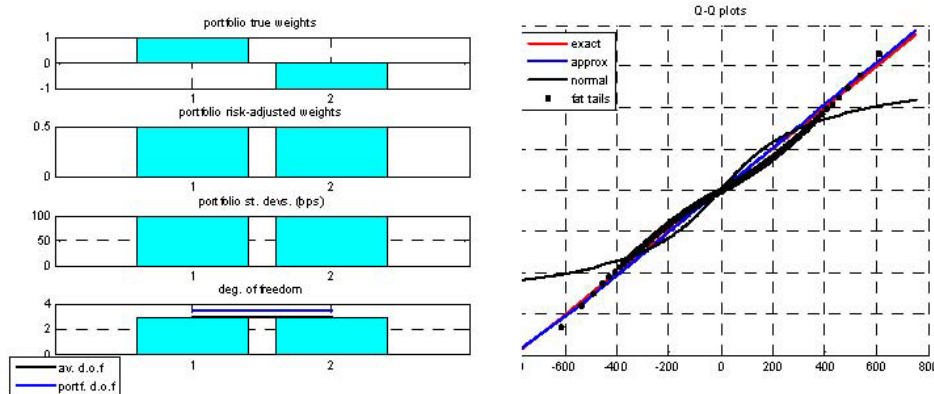 portfolio true weights
1
0
-1
1 2
portfolio risk-adjusted weights
0.5
0
1 2
portfolio st. devs. (bps)
100
50
0
1 2
deg. of freedom
4
2
0
1 2
av. d.o.f
portf. d.o.f
Q-Q plots
exact
approx
normal
fat tails
-600 -400 -200 0 200 400 600 800